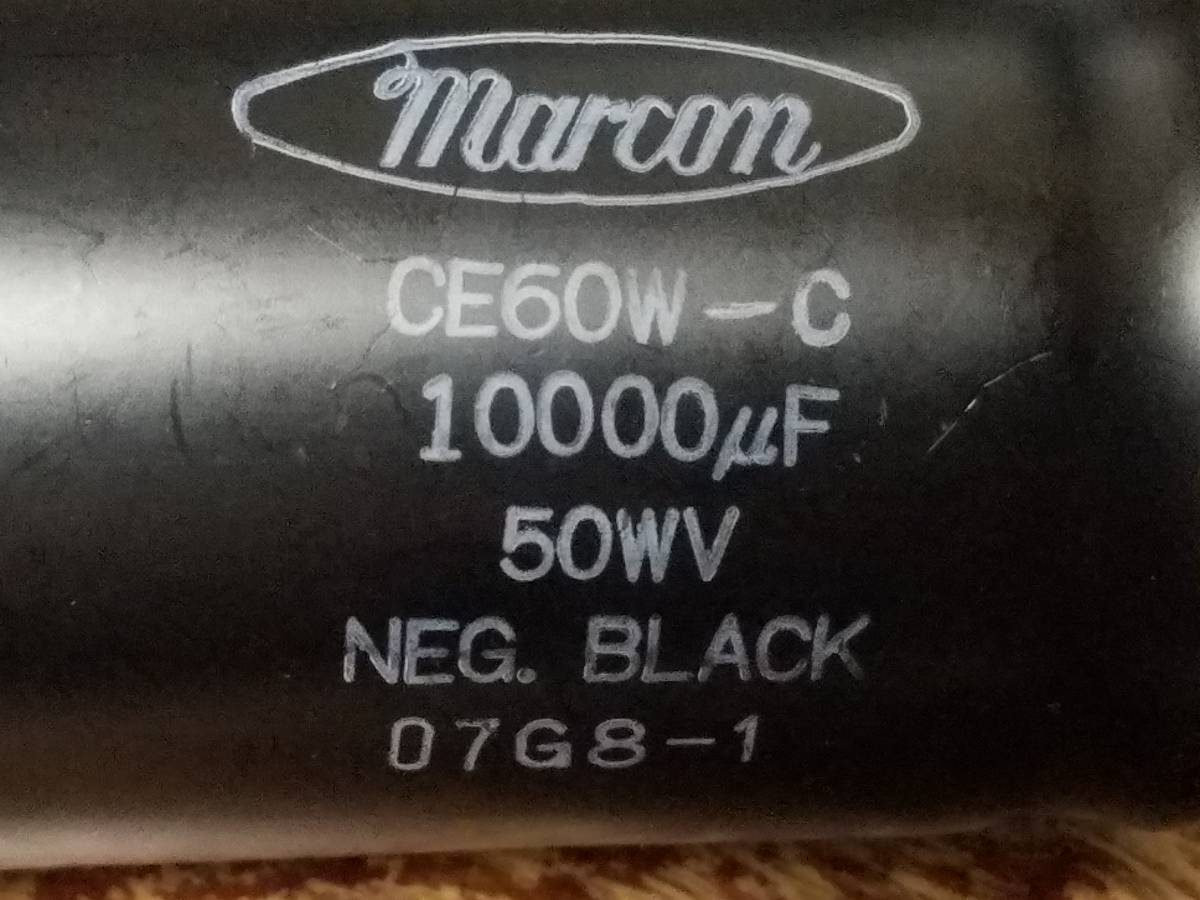 Marcon
CE60W-C
10000μF
50WV
NEG. BLACK
07G8-1